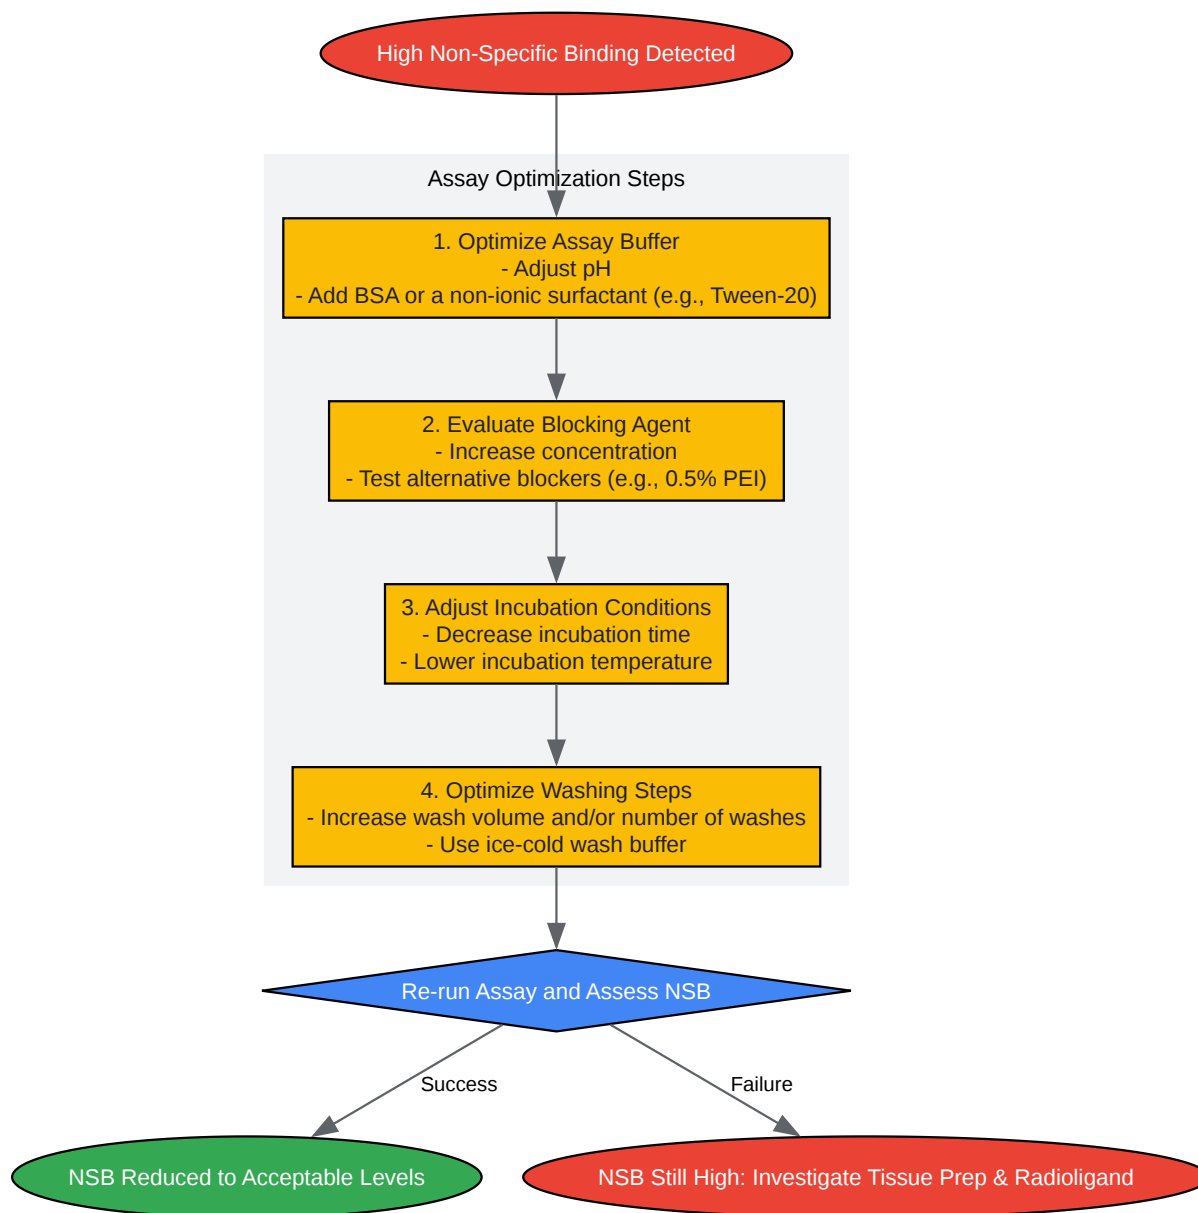 High Non-Specific Binding Detected
Assay Optimization Steps
1. Optimize Assay Buffer
- Adjust pH
- Add BSA or a non-ionic surfactant (e.g., Tween-20)
2. Evaluate Blocking Agent
- Increase concentration
- Test alternative blockers (e.g., 0.5% PEI)
3. Adjust Incubation Conditions
- Decrease incubation time
- Lower incubation temperature
4. Optimize Washing Steps
- Increase wash volume and/or number of washes
- Use ice-cold wash buffer
Re-run Assay and Assess NSB
Success
Failure
NSB Reduced to Acceptable Levels
NSB Still High: Investigate Tissue Prep & Radioligand